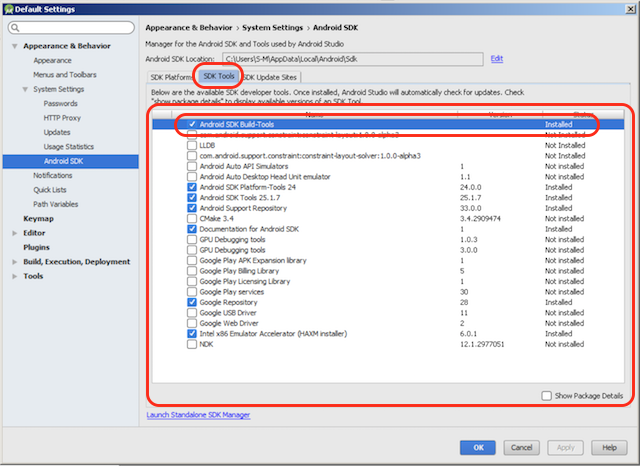 Default Settings
Appearance & Behavior
Appearance
Menus and Toolbars
System Settings
Passwords
HTTP Proxy
Updates
Usage Statistics
Android SDK
Notifications
Quick Lists
Path Variables
Keymap
Editor
Plugins
Build, Execution, Deployment
Tools
Appearance & Behavior › System Settings › Android SDK
Manager for the Android SDK and Tools used by Android Studio
Android SDK Location: C:\Users\S-M\AppData\Local\Android\Sdk Edit
SDK Platforms SDK Tools SDK Update Sites
Below are the available SDK developer tools. Once installed, Android Studio will automatically check for updates. Check
"show package details" to display available versions of an SDK Tool.
Name Version Status
Android SDK Build-Tools Installed
com.android.support.constraint:constraint-layout:1.0.0-alpha3 Not Installed
LLDB Not Installed
com.android.support.constraint:constraint-layout-solver:1.0.0-alpha3 Not Installed
Android Auto API Simulators 1 Not installed
Android Auto Desktop Head Unit emulator 1.1 Not installed
Android SDK Platform-Tools 24 24.0.0 Installed
Android SDK Tools 25.1.7 25.1.7 Installed
Android Support Repository 33.0.0 Installed
CMake 3.4 3.4.2909474 Not installed
Documentation for Android SDK 1 Installed
GPU Debugging tools 1.0.3 Not installed
GPU Debugging tools 3.0.0 Not installed
Google Play APK Expansion library 1 Not installed
Google Play Billing Library 5 Not installed
Google Play Licensing Library 1 Not installed
Google Play services 30 Not installed
Google Repository 28 Installed
Google USB Driver 11 Not installed
Google Web Driver 2 Not installed
Intel x86 Emulator Accelerator (HAXM installer) 6.0.1 Installed
NDK 12.1.2977051 Not installed
Show Package Details
Launch Standalone SDK Manager
OK Cancel Apply Help